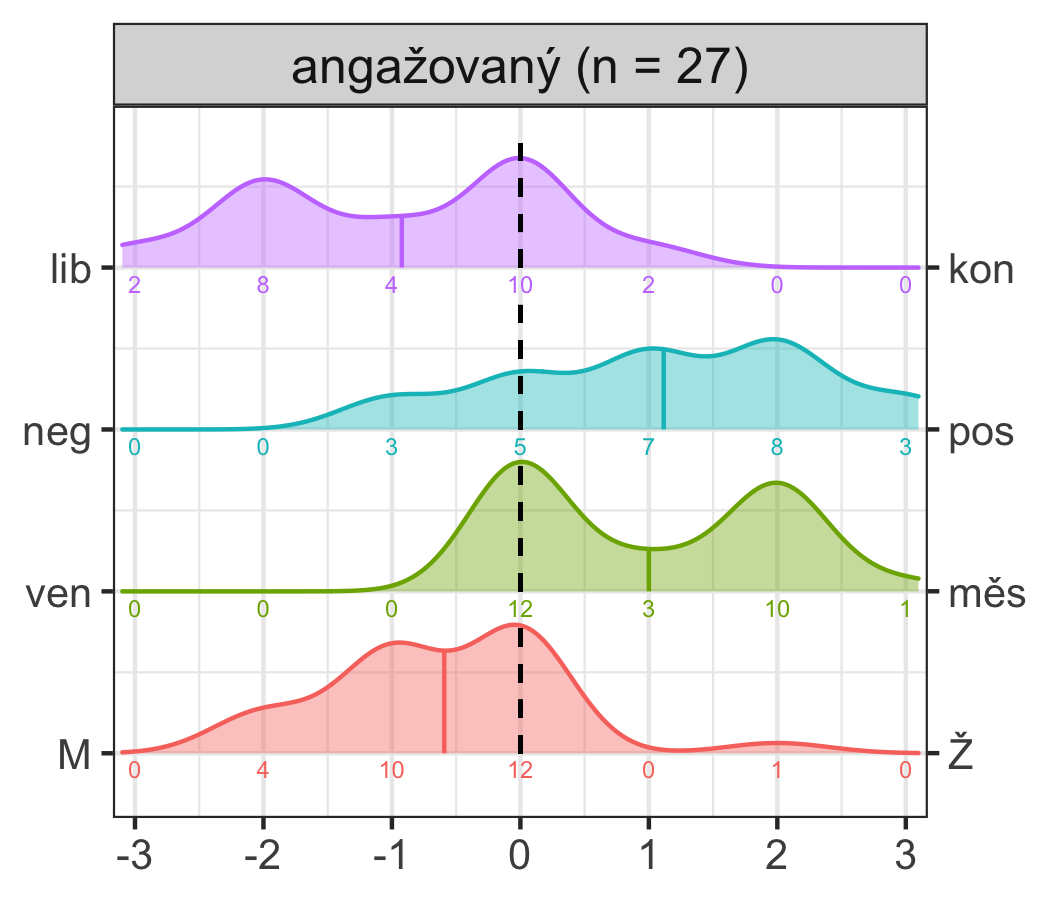 angažovaný (n = 27)
lib kon
2 8 4 10 2 0 0
neg pos
0 0 3 5 7 8 3
ven měs
0 0 0 12 3 10 1
M Ž
0 4 10 12 0 1 0
-3 -2 -1 0 1 2 3